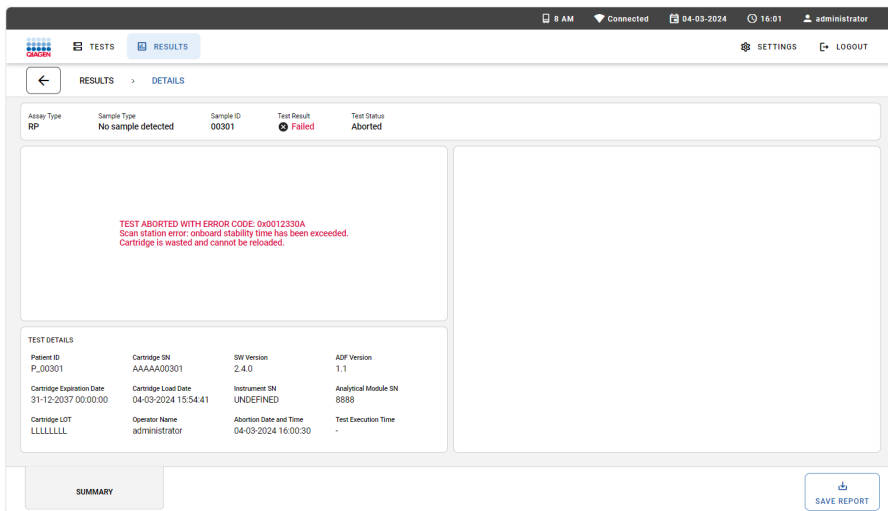 8 AM Connected 04-03-2024 16:01 administrator
QIAGEN TESTS RESULTS SETTINGS LOGOUT
RESULTS > DETAILS
Assay Type Sample Type Sample ID Test Result Test Status
RP No sample detected 00301 Failed Aborted
TEST ABORTED WITH ERROR CODE: 0x0012330A
Scan station error: onboard stability time has been exceeded.
Cartridge is wasted and cannot be reloaded.
TEST DETAILS
Patient ID Cartridge SN SW Version ADF Version
P_00301 AAAAA00301 2.4.0 1.1
Cartridge Expiration Date Cartridge Load Date Instrument SN Analytical Module SN
31-12-2037 00:00:00 04-03-2024 15:54:41 UNDEFINED 8888
Cartridge LOT Operator Name Abortion Date and Time Test Execution Time
LLLLLLLL administrator 04-03-2024 16:00:30 -
SUMMARY
SAVE REPORT